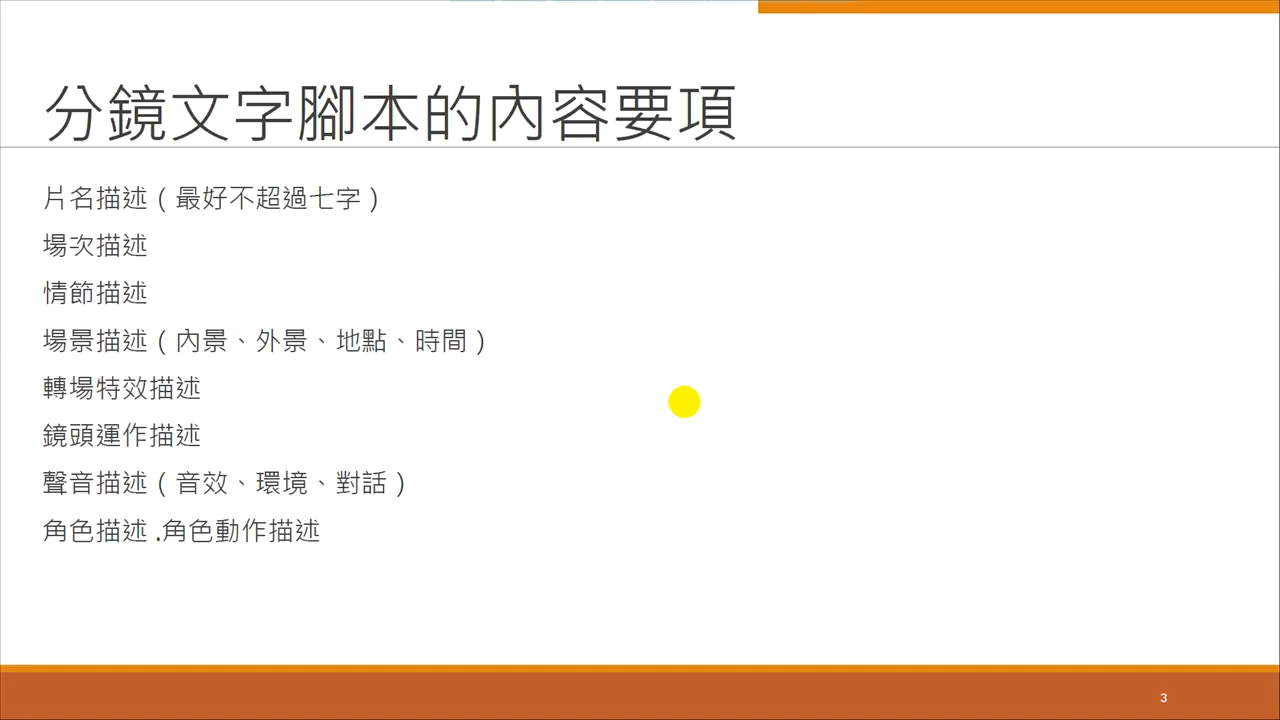 分鏡文字腳本的內容要項
片名描述（最好不超過七字）
場次描述
情節描述
場景描述（內景、外景、地點、時間）
轉場特效描述
鏡頭運作描述
聲音描述（音效、環境、對話）
角色描述 .角色動作描述
3